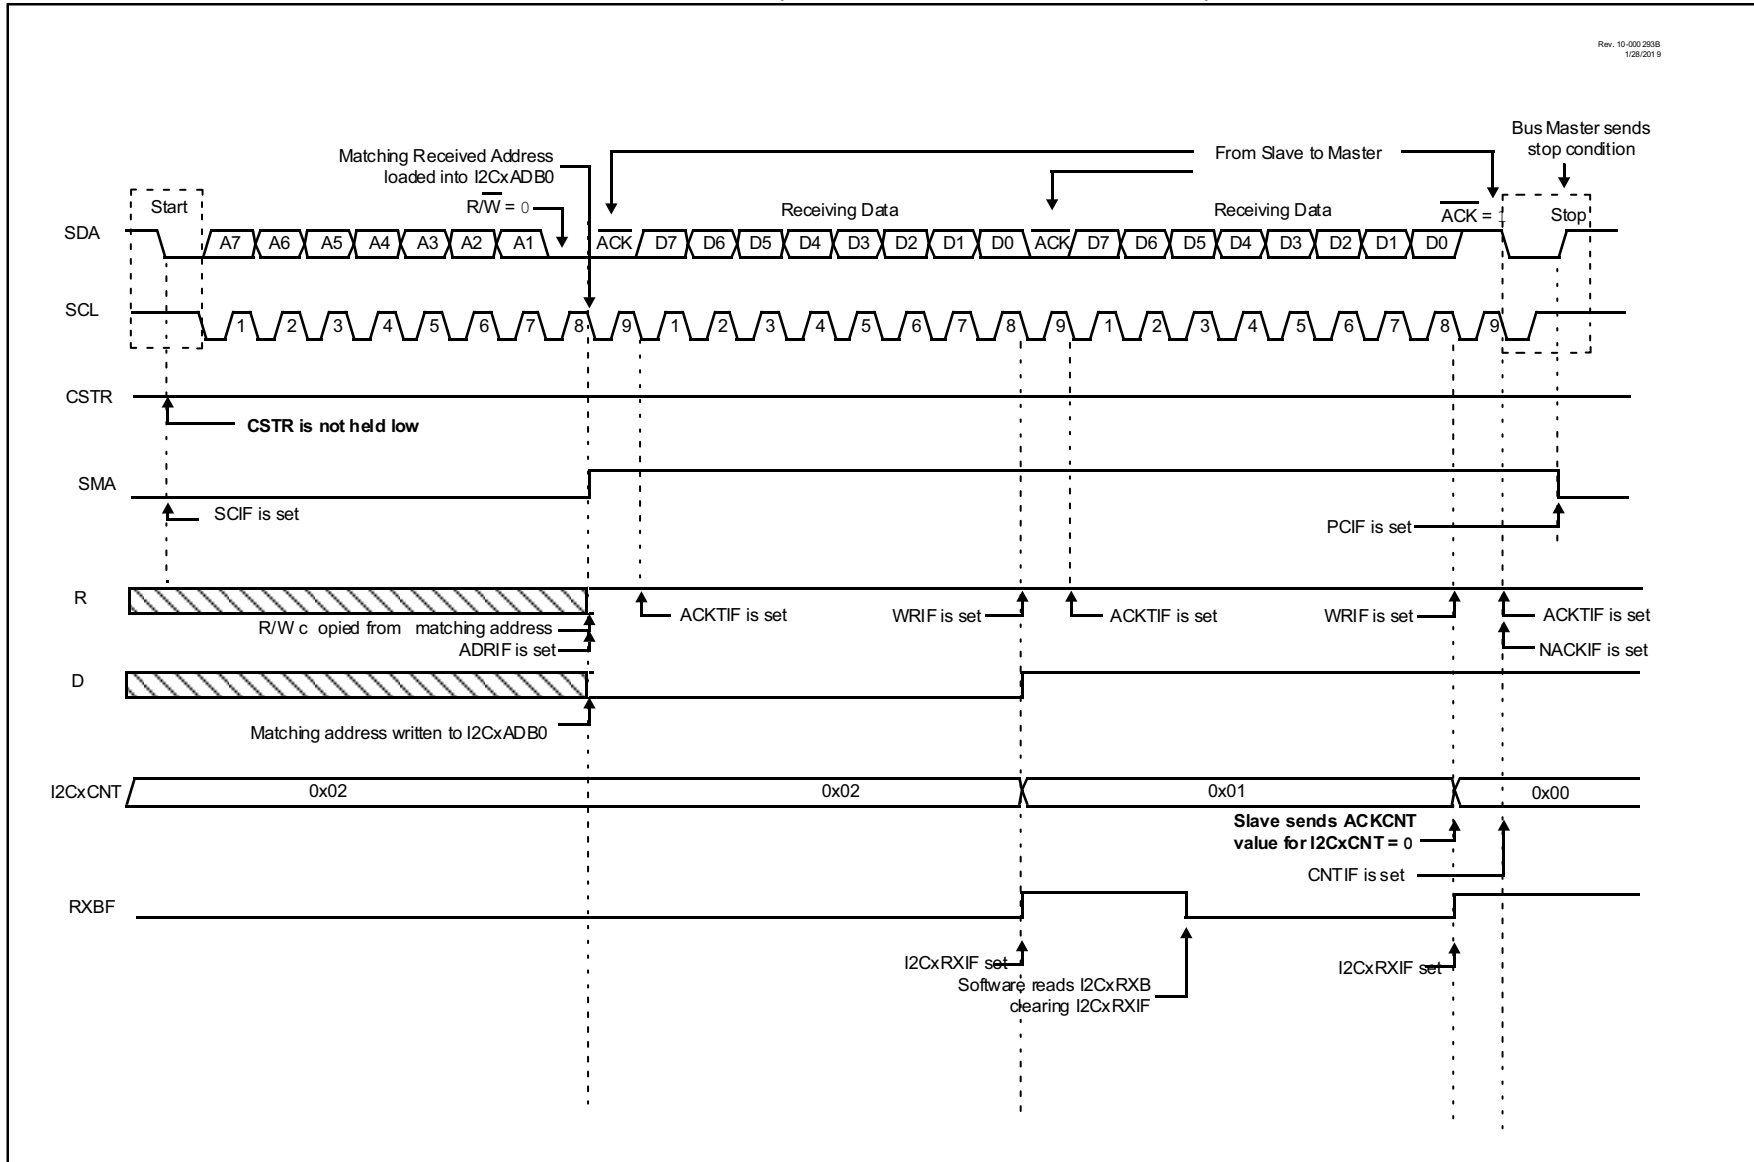 Rev. 10-000 293B
1/28/2019
Bus Master sends
stop condition
Matching Received Address
loaded into I2CxADB0
From Slave to Master
R/W = 0
Start
Receiving Data
Receiving Data
ACK =
Stop
SDA
A7 A6 A5 A4 A3 A2 A1 ACK D7 D6 D5 D4 D3 D2 D1 D0 ACK D7 D6 D5 D4 D3 D2 D1 D0
SCL
1 2 3 4 5 6 7 8 9 1 2 3 4 5 6 7 8 9 1 2 3 4 5 6 7 8 9
CSTR
CSTR is not held low
SMA
SCIF is set
PCIF is set
R
ACKTIF is set
WRIF is set
ACKTIF is set
WRIF is set
ACKTIF is set
R/W c opied from matching address
ADRIF is set
NACKIF is set
D
Matching address written to I2CxADB0
I2CxCNT
0x02
0x02
0x01
0x00
Slave sends ACKCNT
value for I2CxCNT = 0
CNTIF is set
RXBF
I2CxRXIF set
I2CxRXIF set
Software reads I2CxRXB
clearing I2CxRXIF